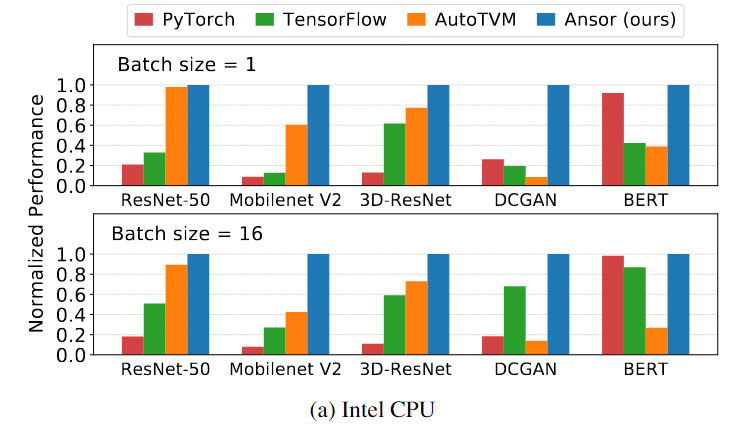 PyTorch TensorFlow AutoTVM Ansor (ours)
Normalized Performance
Batch size = 1
1.0
0.8
0.6
0.4
0.2
0.0
ResNet-50 Mobilenet V2 3D-ResNet DCGAN BERT
Batch size = 16
1.0
0.8
0.6
0.4
0.2
0.0
ResNet-50 Mobilenet V2 3D-ResNet DCGAN BERT
(a) Intel CPU